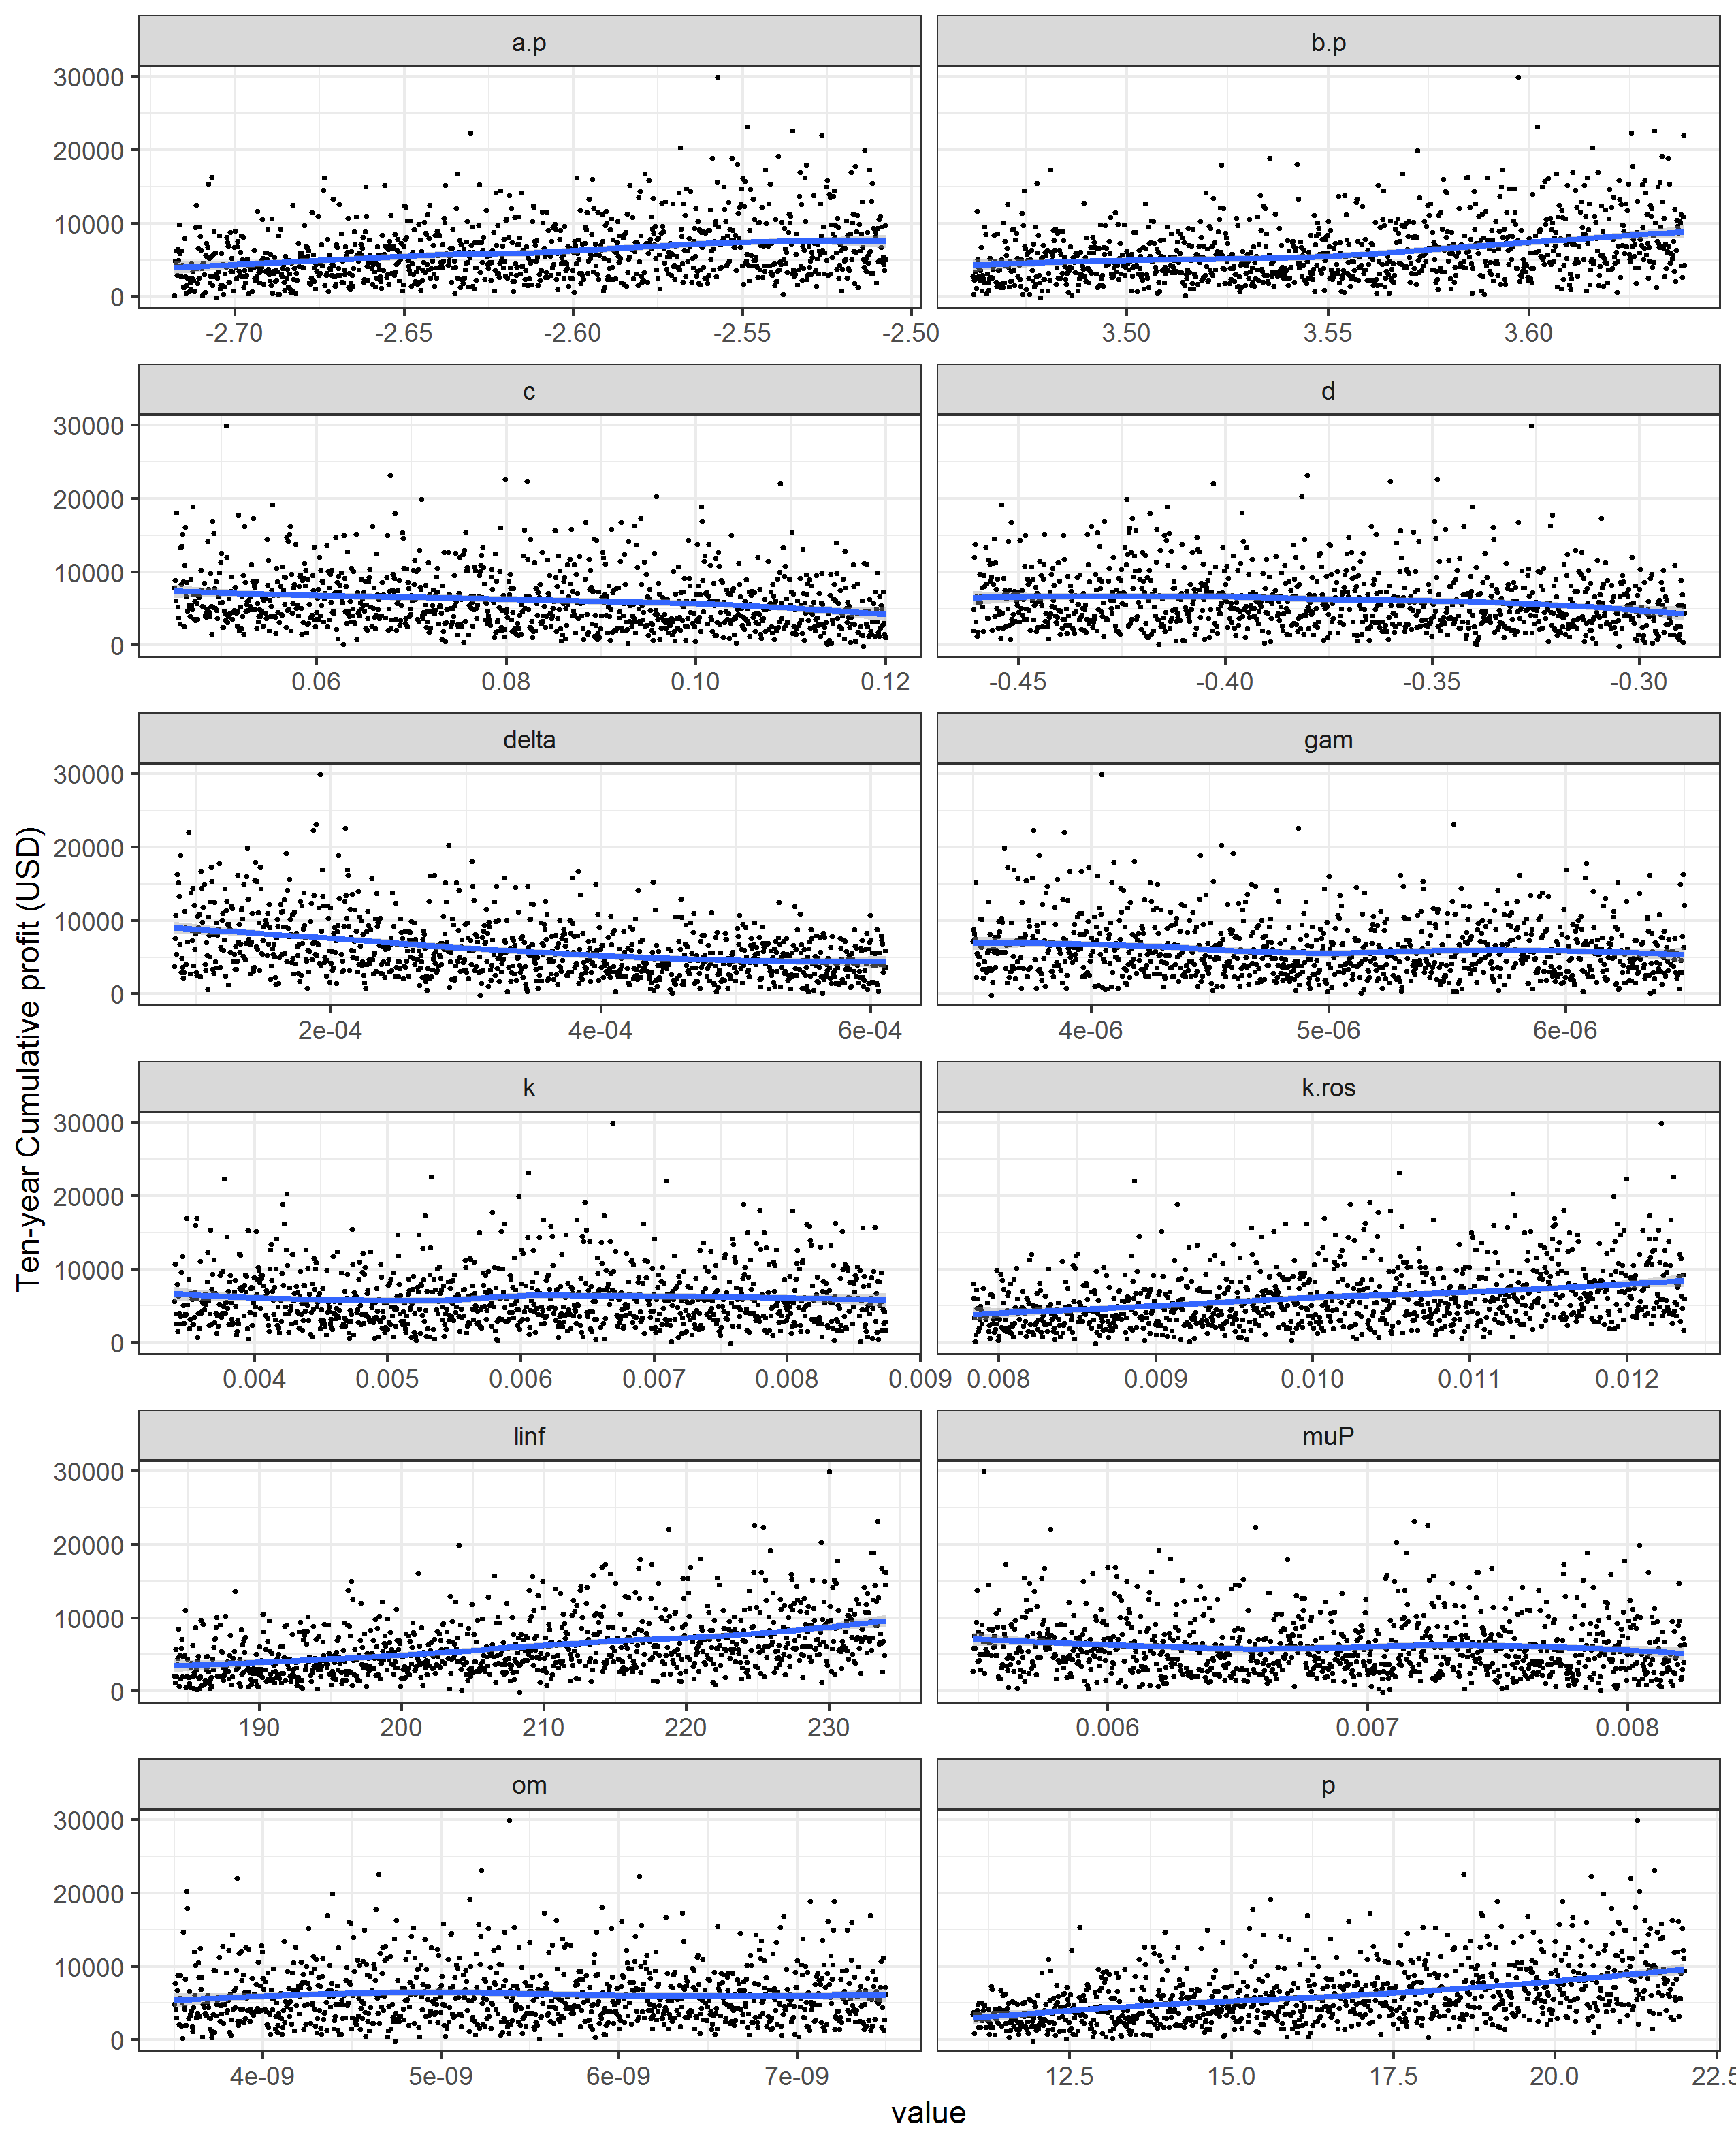 a.p b.p
30000
20000
10000
0
-2.70 -2.65 -2.60 -2.55 -2.50 3.50 3.55 3.60
c d
30000
20000
10000
0
0.06 0.08 0.10 0.12 -0.45 -0.40 -0.35 -0.30
delta gam
30000
20000
10000
0
2e-04 4e-04 6e-04 4e-06 5e-06 6e-06
Ten-year Cumulative profit (USD)
k k.ros
30000
20000
10000
0
0.004 0.005 0.006 0.007 0.008 0.009 0.008 0.009 0.010 0.011 0.012
linf muP
30000
20000
10000
0
190 200 210 220 230 0.006 0.007 0.008
om p
30000
20000
10000
0
4e-09 5e-09 6e-09 7e-09 12.5 15.0 17.5 20.0 22.5
value